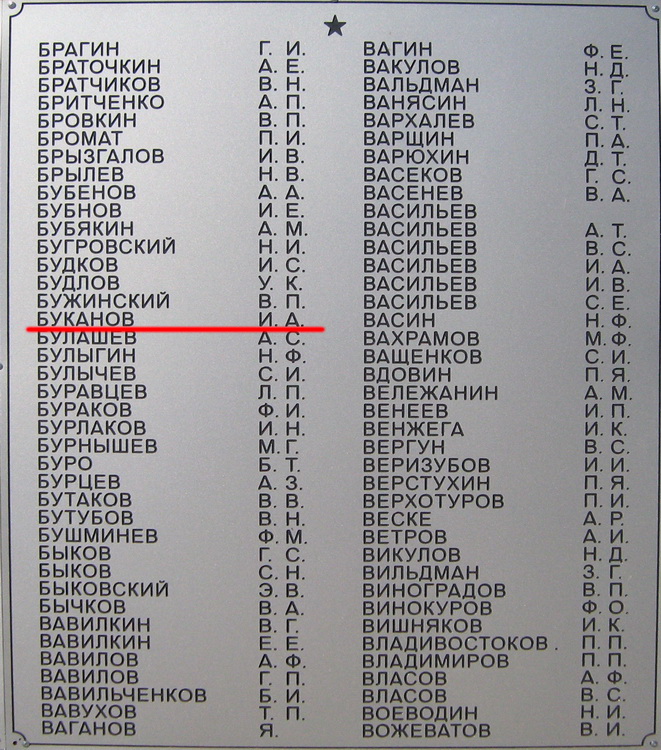 БРАГИН Г. И.
БРАТОЧКИН А. Е.
БРАТЧИКОВ В. Н.
БРИТЧЕНКО А. П.
БРОВКИН В. П.
БРОМАТ П. И.
БРЫЗГАЛОВ И. В.
БРЫЛЕВ Н. В.
БУБЕНОВ А. А.
БУБНОВ И. Е.
БУБЯКИН А. М.
БУГРОВСКИЙ Н. И.
БУДКОВ И. С.
БУДЛОВ У. К.
БУЖИНСКИЙ В. П.
БУКАНОВ И. А.
БУЛАШЕВ А. С.
БУЛЫГИН Н. Ф.
БУЛЫЧЕВ С. И.
БУРАВЦЕВ Л. П.
БУРАКОВ Ф. И.
БУРЛАКОВ И. Н.
БУРНЫШЕВ М. Г.
БУРО Б. Т.
БУРЦЕВ А. З.
БУТАКОВ В. В.
БУТУБОВ В. Н.
БУШМИНЕВ Ф. М.
БЫКОВ Г. С.
БЫКОВ С. Н.
БЫКОВСКИЙ Э. В.
БЫЧКОВ В. А.
ВАВИЛКИН В. Г.
ВАВИЛКИН Е. Е.
ВАВИЛОВ А. Ф.
ВАВИЛОВ Г. П.
ВАВИЛЬЧЕНКОВ Б. И.
ВАВУХОВ Т. П.
ВАГАНОВ Я.
ВАГИН Ф. Е.
ВАКУЛОВ Н. Д.
ВАЛЬДМАН З. Г.
ВАНЯСИН Л. Н.
ВАРХАЛЕВ С. Т.
ВАРЩИН П. А.
ВАРЮХИН Д. Т.
ВАСЕКОВ Г. С.
ВАСЕНЕВ В. А.
ВАСИЛЬЕВ
ВАСИЛЬЕВ А. Т.
ВАСИЛЬЕВ В. С.
ВАСИЛЬЕВ И. А.
ВАСИЛЬЕВ И. В.
ВАСИЛЬЕВ С. Е.
ВАСИН Н. Ф.
ВАХРАМОВ М. Ф.
ВАЩЕНКОВ С. И.
ВДОВИН П. Я.
ВЕЛЕЖАНИН А. М.
ВЕНЕЕВ И. П.
ВЕНЖЕГА И. К.
ВЕРГУН В. С.
ВЕРИЗУБОВ И. И.
ВЕРСТУХИН П. Я.
ВЕРХОТУРОВ П. И.
ВЕСКЕ А. Р.
ВЕТРОВ А. И.
ВИКУЛОВ Н. Д.
ВИЛЬДМАН З. Г.
ВИНОГРАДОВ В. П.
ВИНОКУРОВ Ф. О.
ВИШНЯКОВ И. К.
ВЛАДИВОСТОКОВ . П. П.
ВЛАДИМИРОВ П. П.
ВЛАСОВ А. Ф.
ВЛАСОВ В. С.
ВОЕВОДИН Н. И.
ВОЖЕВАТОВ В. И.